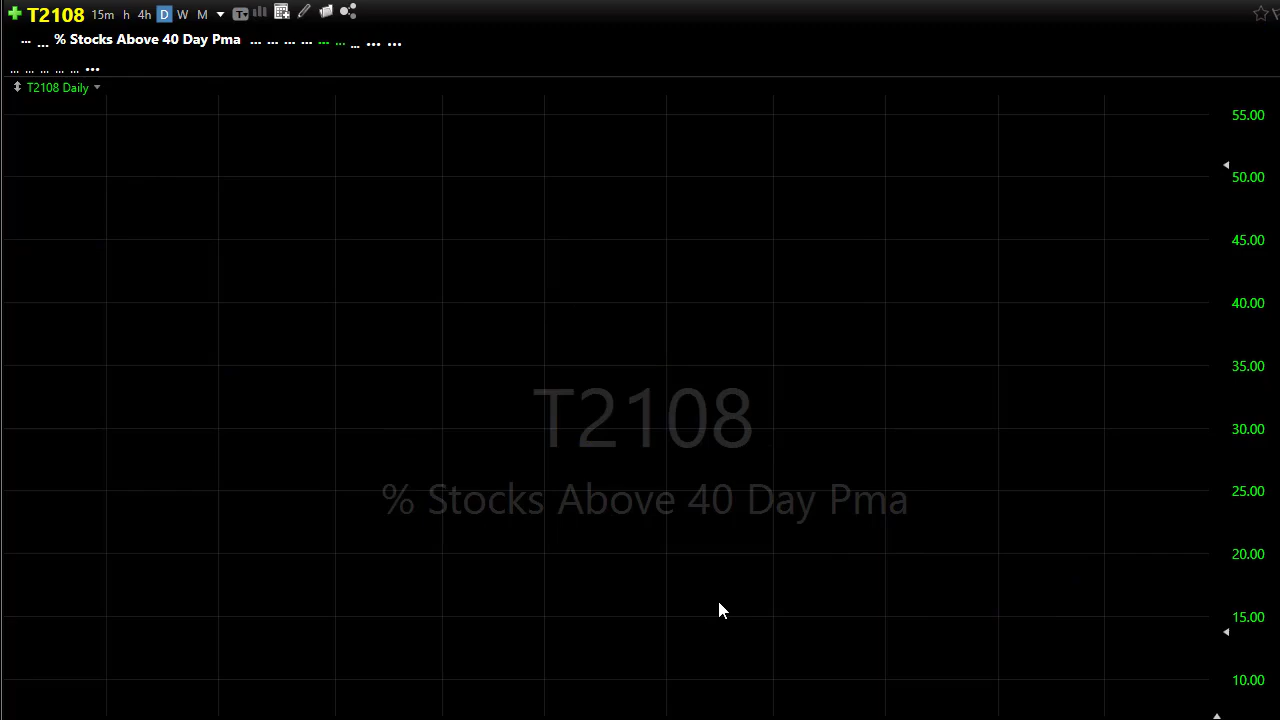 T2108 15m h 4h D W M T
... ... % Stocks Above 40 Day Pma ... ... ... ... ... ... ... ... ...
... ... ... ... ... ...
T2108 Daily
55.00
50.00
45.00
40.00
35.00
30.00
25.00
20.00
15.00
10.00
T2108
% Stocks Above 40 Day Pma